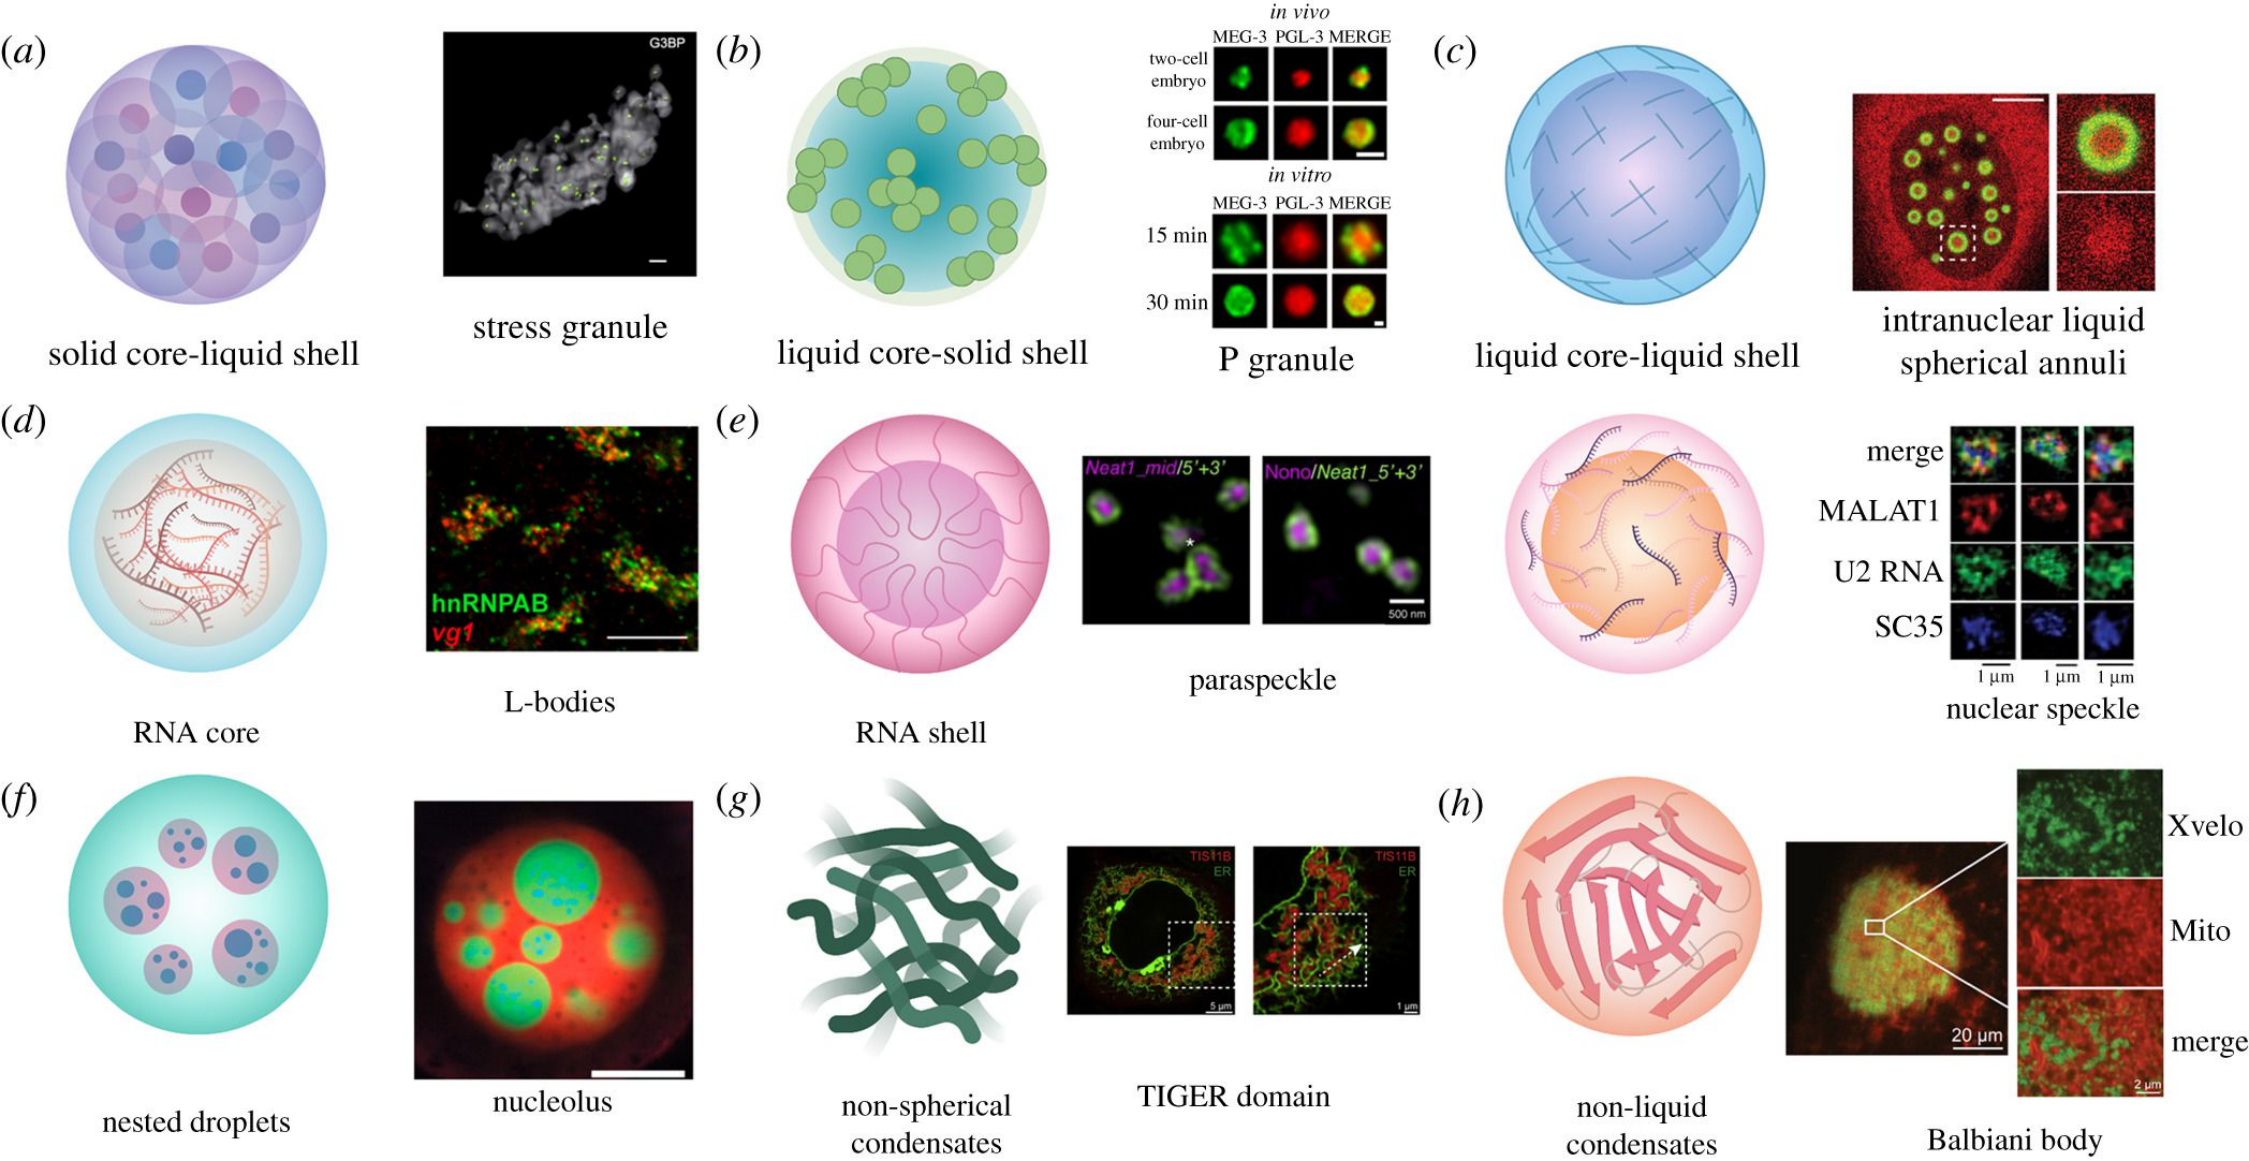 (a)
G3BP
solid core-liquid shell
stress granule
(b)
in vivo
MEG-3 PGL-3 MERGE
two-cell
embryo
four-cell
embryo
in vitro
MEG-3 PGL-3 MERGE
15 min
30 min
liquid core-solid shell
P granule
(c)
liquid core-liquid shell
intranuclear liquid
spherical annuli
(d)
hnRNPAB
vg1
RNA core
L-bodies
(e)
Neat1_mid/5'+3'
Nono/Neat1_5'+3'
*
500 nm
RNA shell
paraspeckle
merge
MALAT1
U2 RNA
SC35
1 μm 1 μm 1 μm
nuclear speckle
(f)
nested droplets
nucleolus
(g)
TIS11B
ER
5 μm
TIS11B
ER
1 μm
non-spherical
condensates
TIGER domain
(h)
20 μm
Xvelo
Mito
merge
2 μm
non-liquid
condensates
Balbiani body